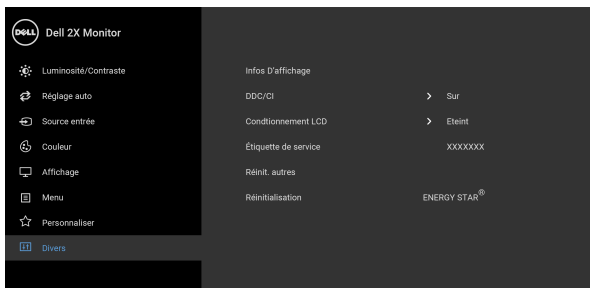 DELL Dell 2X Monitor
Luminosité/Contraste
Réglage auto
Source entrée
Couleur
Affichage
Menu
Personnaliser
Divers
Infos D'affichage
DDC/CI > Sur
Condtionnement LCD > Eteint
Étiquette de service XXXXXXX
Réinit. autres
Réinitialisation ENERGY STAR®